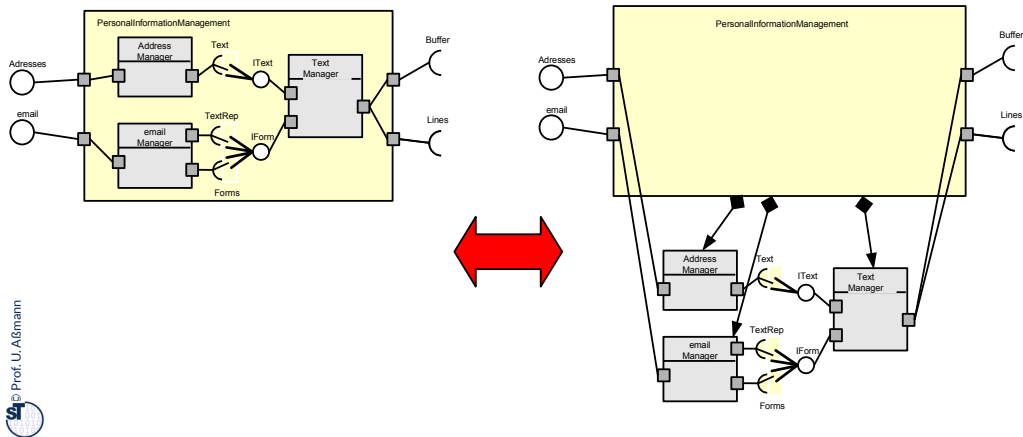 PersonalInformationManagement
Address
Manager
Text
IText
Text
Manager
Buffer
Adresses
email
email
Manager
TextRep
IForm
Lines
Forms
PersonalInformationManagement
Buffer
Adresses
email
Lines
Address
Manager
Text
IText
Text
Manager
TextRep
email
Manager
IForm
Forms
© Prof. U. Aßmann
ST